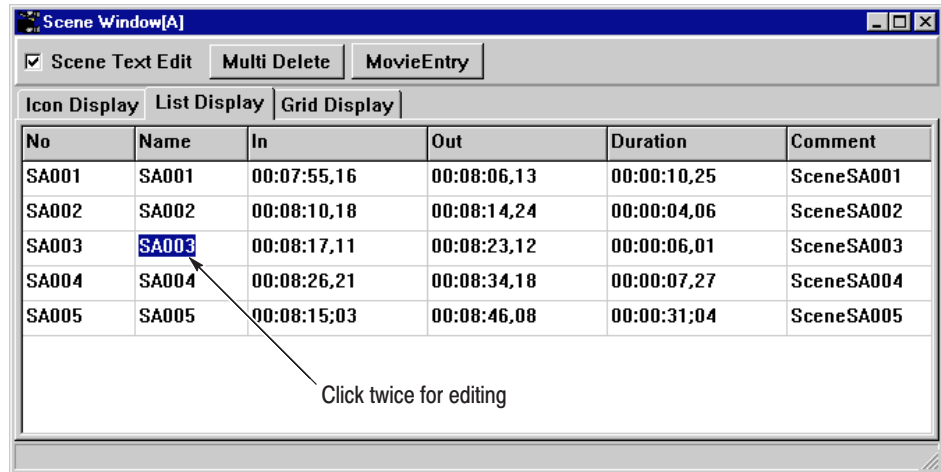 Scene Window[A]
Scene Text Edit Multi Delete MovieEntry
Icon Display List Display Grid Display
No Name In Out Duration Comment
SA001 SA001 00:07:55,16 00:08:06,13 00:00:10,25 SceneSA001
SA002 SA002 00:08:10,18 00:08:14,24 00:00:04,06 SceneSA002
SA003 SA003 00:08:17,11 00:08:23,12 00:00:06,01 SceneSA003
SA004 SA004 00:08:26,21 00:08:34,18 00:00:07,27 SceneSA004
SA005 SA005 00:08:15;03 00:08:46,08 00:00:31;04 SceneSA005
Click twice for editing